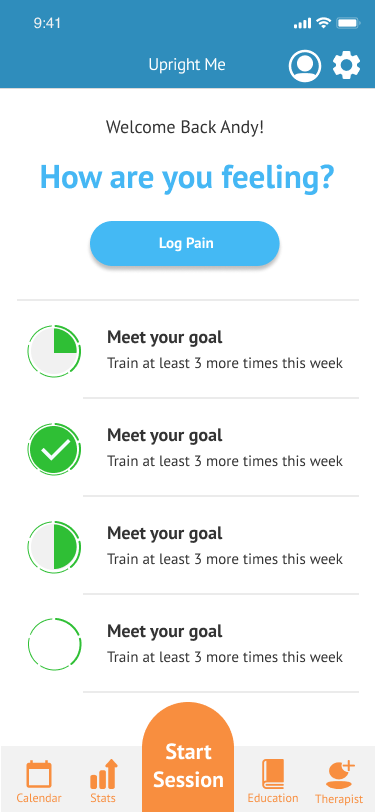 9:41
Upright Me
Welcome Back Andy!
How are you feeling?
Log Pain
Meet your goal
Train at least 3 more times this week
Meet your goal
Train at least 3 more times this week
Meet your goal
Train at least 3 more times this week
Meet your goal
Train at least 3 more times this week
Start
Session
Calendar
Stats
Education
Therapist